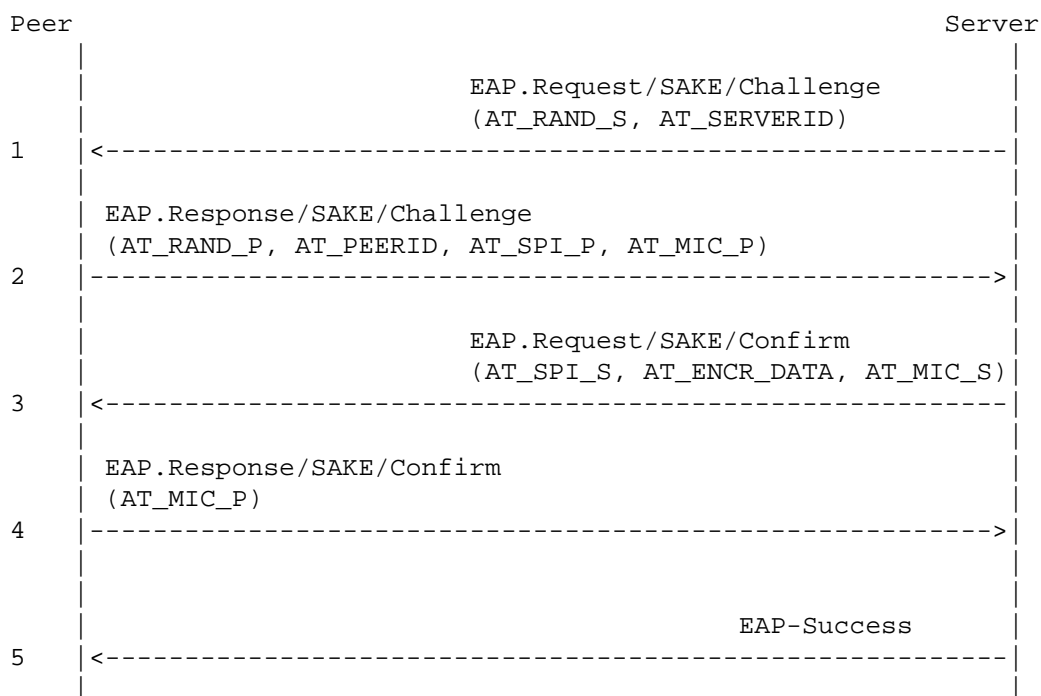 Peer Server
EAP.Request/SAKE/Challenge
(AT_RAND_S, AT_SERVERID)
1
EAP.Response/SAKE/Challenge
(AT_RAND_P, AT_PEERID, AT_SPI_P, AT_MIC_P)
2
EAP.Request/SAKE/Confirm
(AT_SPI_S, AT_ENCR_DATA, AT_MIC_S)
3
EAP.Response/SAKE/Confirm
(AT_MIC_P)
4
EAP-Success
5